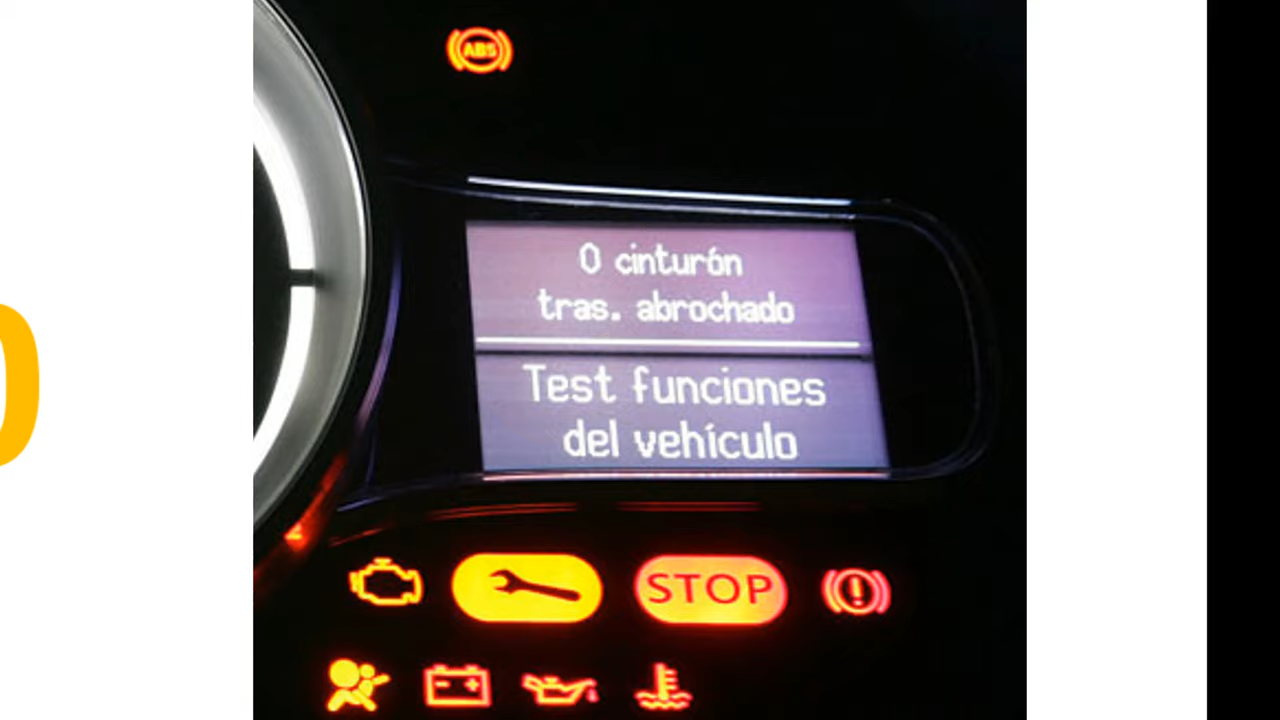 ABS
0 cinturón
tras. abrochado
Test funciones
del vehículo
STOP